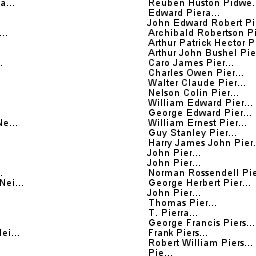 a...
Reuben Huston Pidwe.
Edward Piera...
John Edward Robert Pi
...
Archibald Robertson Pi
Arthur Patrick Hector P
Arthur John Bushel Pie
Caro James Pier...
Charles Owen Pier...
Walter Claude Pier...
Nelson Colin Pier...
William Edward Pier...
George Edward Pier...
Ne...
William Ernest Pier...
Guy Stanley Pier...
Harry James John Pier.
John Pier...
John Pier...
Norman Rossendell Pie
Nei...
George Herbert Pier...
John Pier...
Thomas Pier...
T. Pierra...
George Francis Piers...
lei...
Frank Piers...
Robert William Piers...
Pie...